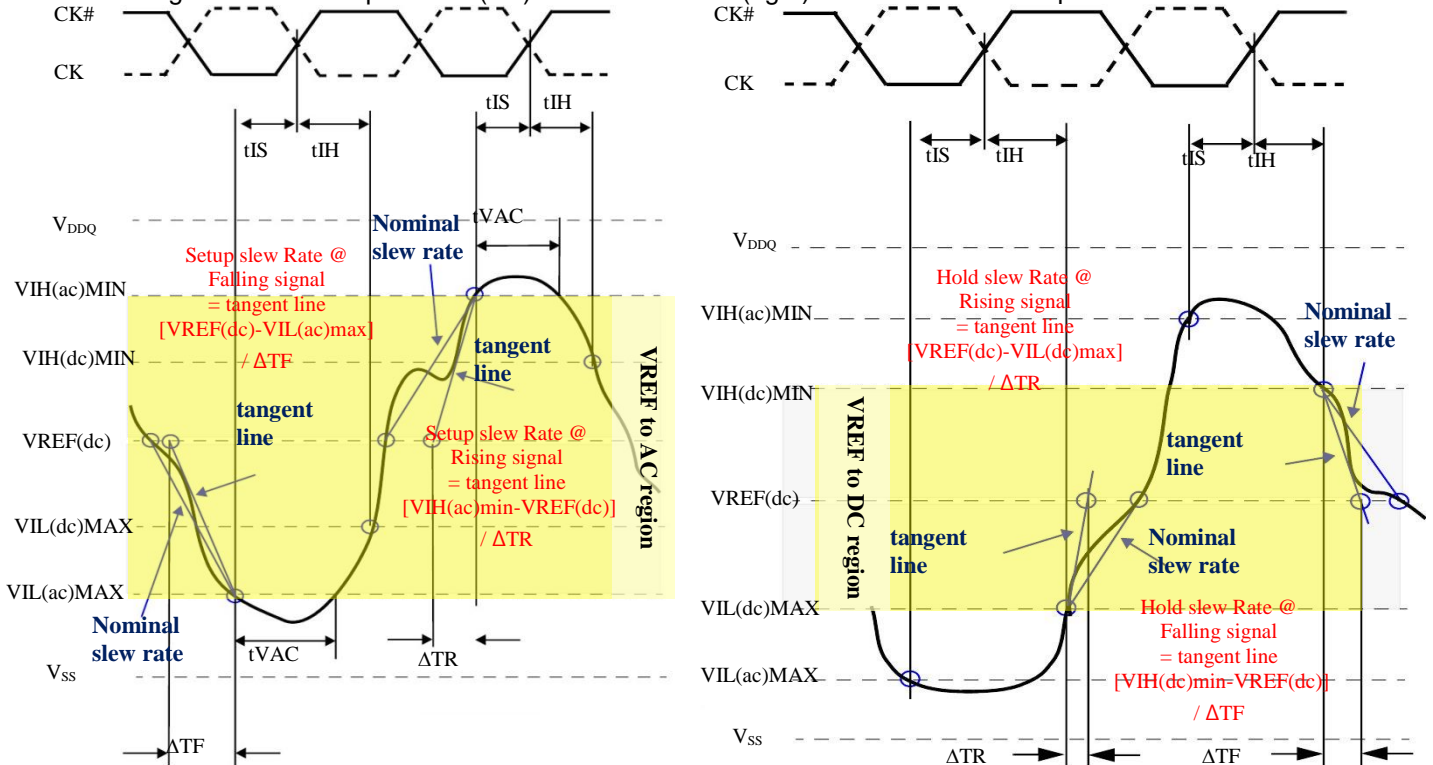 CK#
CK
tIS
tIH
tIS
tIH
VDDQ
VIH(ac)MIN
VIH(dc)MIN
VREF(dc)
VIL(dc)MAX
VIL(ac)MAX
VSS
Setup slew Rate @
Falling signal
= tangent line
[VREF(dc)-VIL(ac)max]
/ ΔTF
Nominal
slew rate
tVAC
tangent
line
tangent
line
Setup slew Rate @
Rising signal
= tangent line
[VIH(ac)min-VREF(dc)]
/ ΔTR
VREF to AC region
Nominal
slew rate
tVAC
ΔTR
ΔTF
CK#
CK
tIS
tIH
tIS
tIH
VDDQ
VIH(ac)MIN
VIH(dc)MIN
VREF(dc)
VIL(dc)MAX
VIL(ac)MAX
VSS
Hold slew Rate @
Rising signal
= tangent line
[VREF(dc)-VIL(dc)max]
/ ΔTR
Nominal
slew rate
VREF to DC region
tangent
line
tangent
line
Nominal
slew rate
Hold slew Rate @
Falling signal
= tangent line
[VIH(dc)min-VREF(dc)]
/ ΔTF
ΔTR
ΔTF